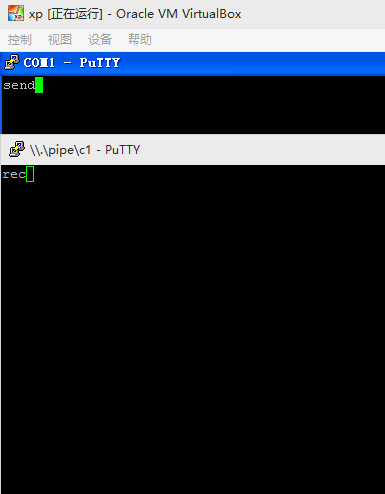 xp [正在运行] - Oracle VM VirtualBox
控制 视图 设备 帮助
COM1 - PuTTY
send
\\.\pipe\c1 - PuTTY
rec